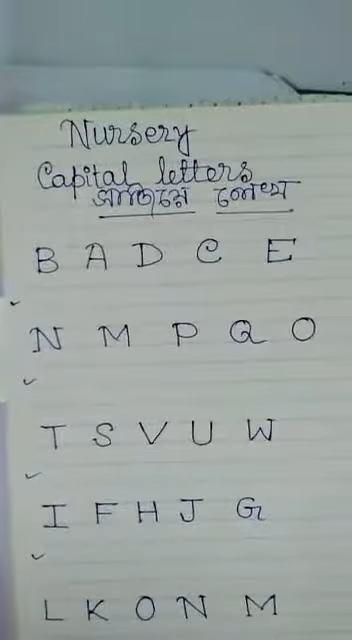 Nursery
Capital letters
সাজিয়ে লেখো
B A D C E
N M P Q O
T S V U W
I F H J G
L K O N M